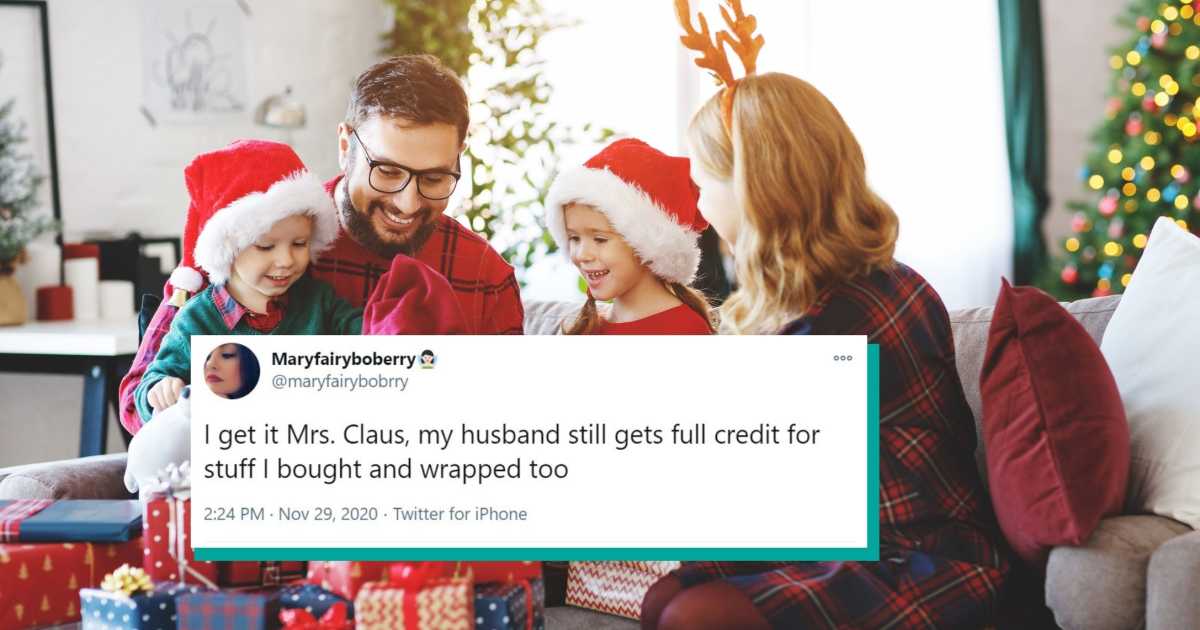 Maryfairyboberry🧛🏻‍♀️
@maryfairybobrry
I get it Mrs. Claus, my husband still gets full credit for
stuff I bought and wrapped too
2:24 PM · Nov 29, 2020 · Twitter for iPhone